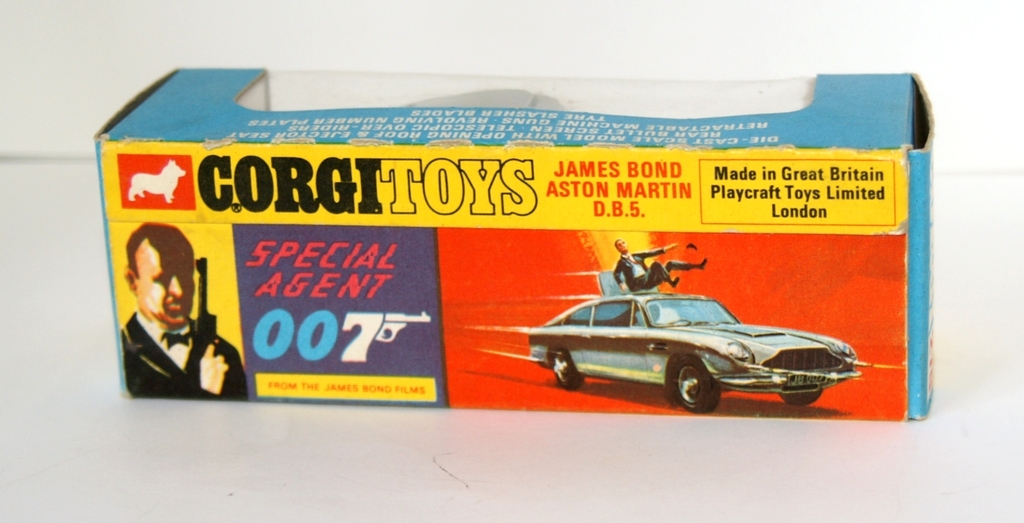 DIE-CAST SCALE MODEL WITH OPENING ROOF & EJECTOR SEAT
REAR BULLET SCREEN · TELESCOPIC OVER-RIDERS
RETRACTABLE MACHINE GUNS REVOLVING NUMBER PLATES
TYRE SLASHER BLADES
CORGI TOYS
JAMES BOND
ASTON MARTIN
D.B.5.
Made in Great Britain
Playcraft Toys Limited
London
SPECIAL
AGENT
007
FROM THE JAMES BOND FILMS